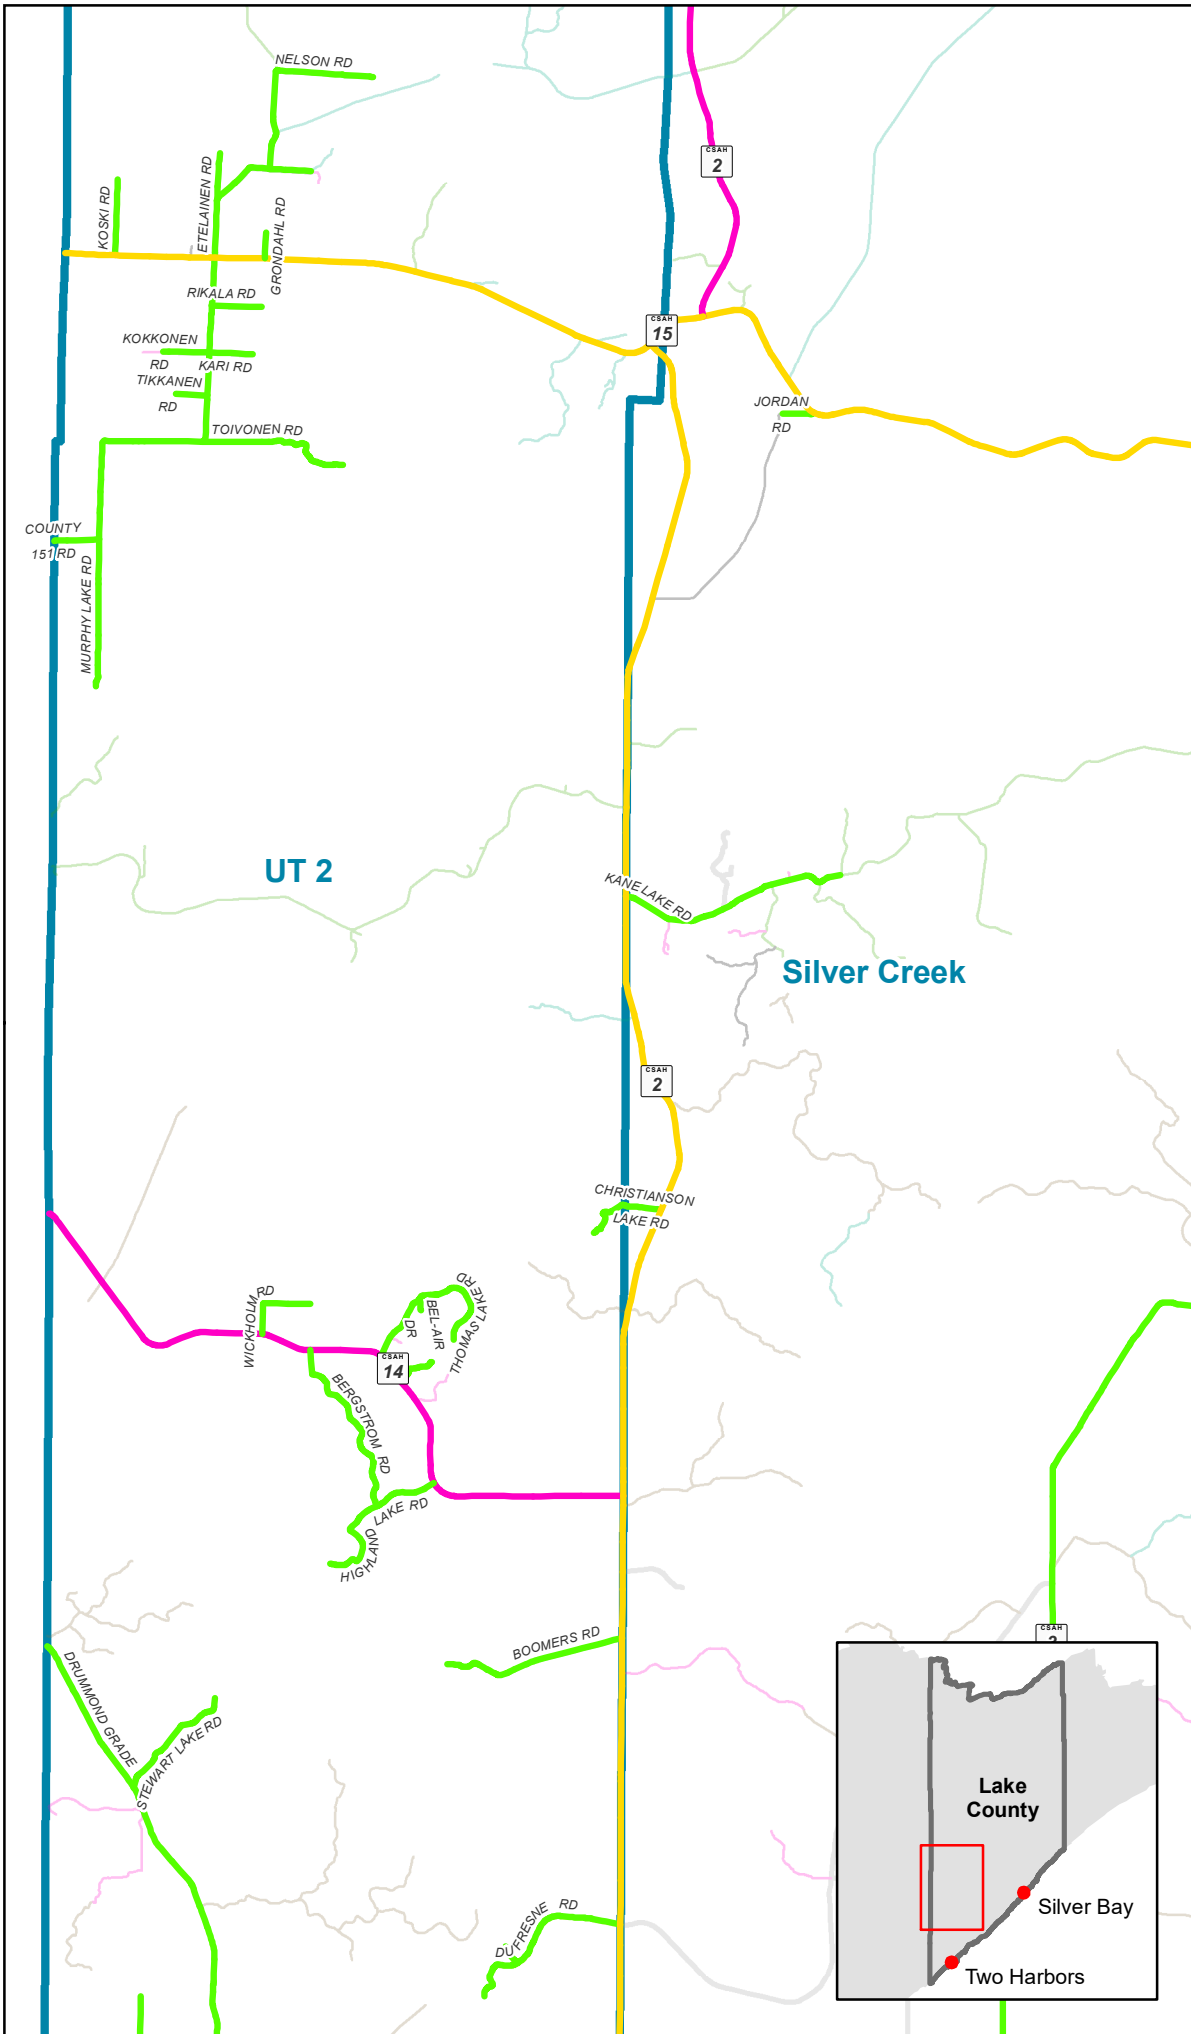 NELSON RD
CSAH
2
KOSKI RD
ETELAINEN RD
GRONDAHL RD
RIKALA RD
CSAH
15
KOKKONEN
RD
KARI RD
TIKKANEN
RD
JORDAN
RD
TOIVONEN RD
COUNTY
151 RD
MURPHY LAKE RD
UT 2
KANE LAKE RD
Silver Creek
CSAH
2
CHRISTIANSON
LAKE RD
WICKHOLM RD
BEL-AIR
DR
THOMAS LAKE RD
CSAH
14
BERGSTROM RD
HIGHLAND
LAKE RD
BOOMERS RD
CSAH
DRUMMOND GRADE
STEWART LAKE RD
Lake
County
Silver Bay
DUFRESNE RD
Two Harbors